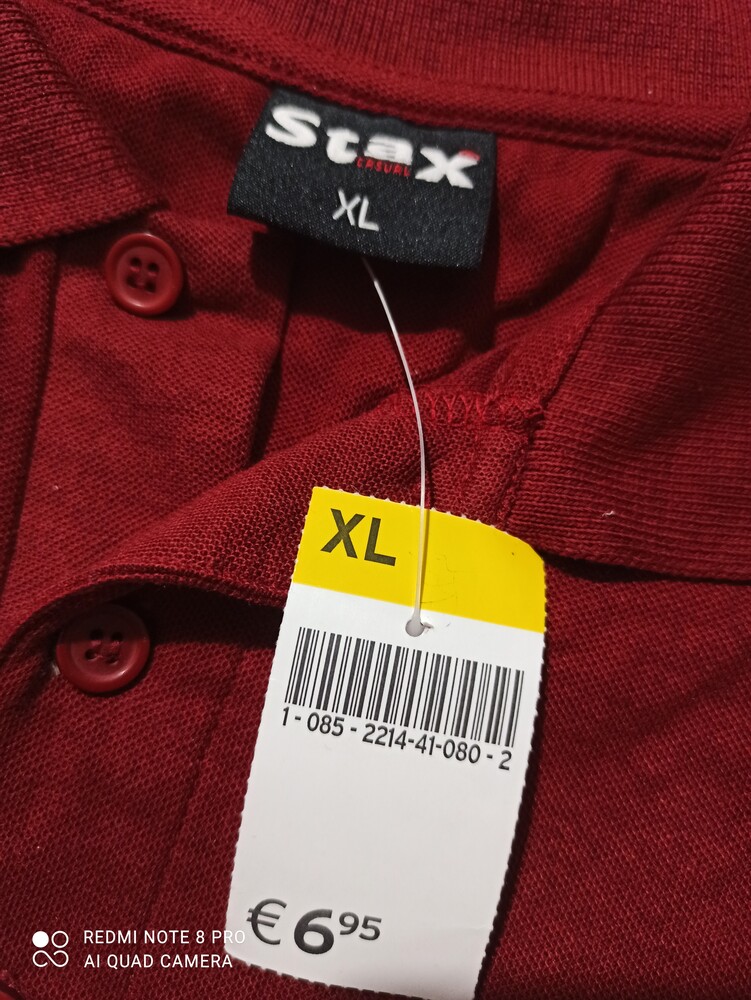 Stax
CASUAL
XL
XL
1 - 085 - 2214-41-080 - 2
€ 6 95
REDMI NOTE 8 PRO
AI QUAD CAMERA